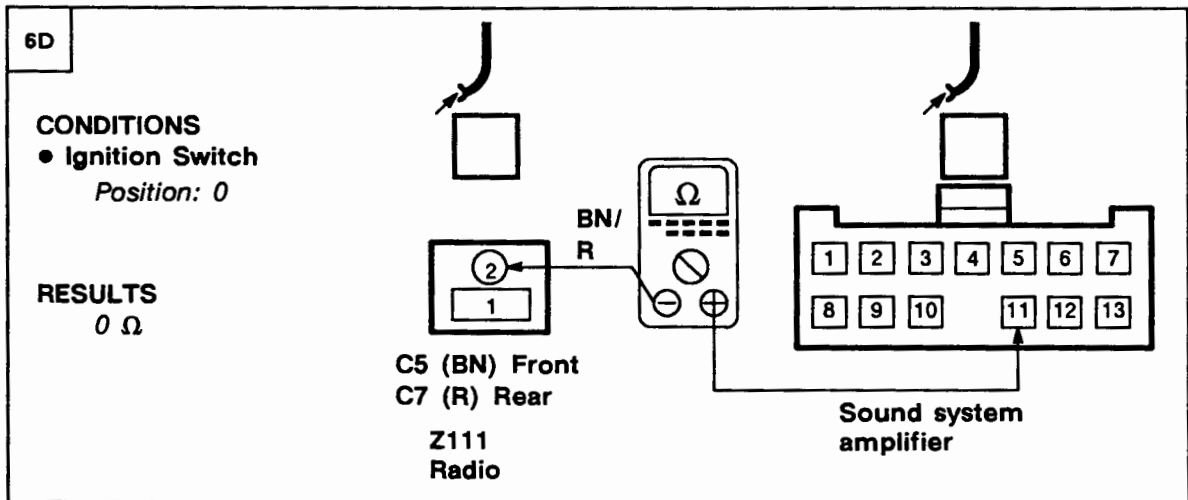 6D
CONDITIONS
● Ignition Switch
Position: 0
RESULTS
0 Ω
BN/
R
Ω
2
1
− +
C5 (BN) Front
C7 (R) Rear
Z111
Radio
1 2 3 4 5 6 7
8 9 10 11 12 13
Sound system
amplifier